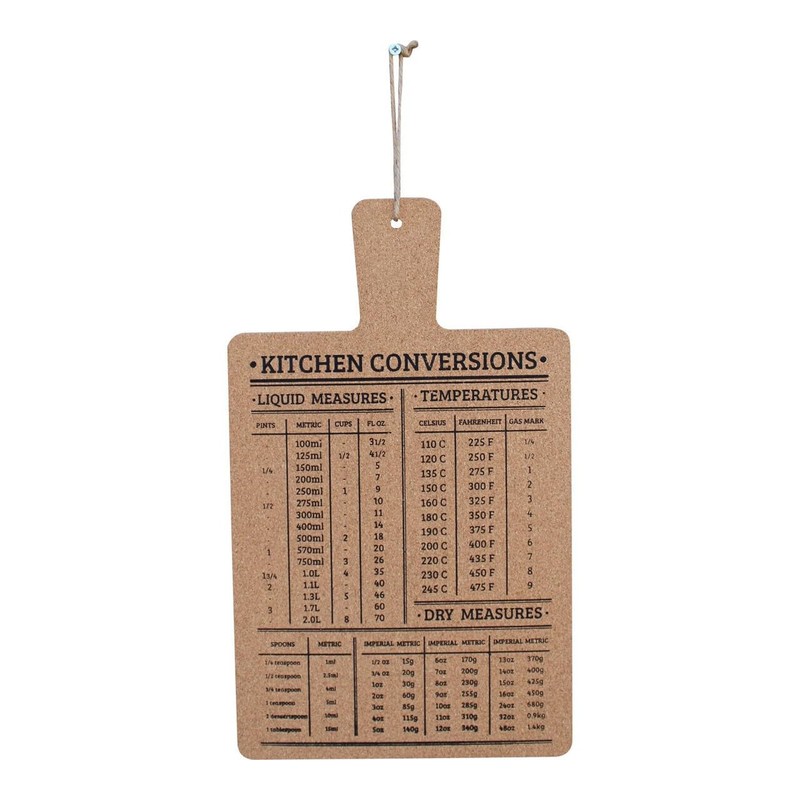 ·KITCHEN CONVERSIONS·
·LIQUID MEASURES·
PINTS METRIC CUPS FL OZ.
- 100ml - 3 1/2
- 125ml 1/2 4 1/2
1/4 150ml - 5
- 200ml - 7
- 250ml 1 9
1/2 275ml - 10
- 300ml - 11
- 400ml - 14
- 500ml 2 18
1 570ml - 20
- 750ml 3 26
1 3/4 1.0L 4 35
2 1.1L - 40
- 1.3L 5 46
3 1.7L - 60
- 2.0L 8 70
·TEMPERATURES·
CELSIUS FAHRENHEIT GAS MARK
110 C 225 F 1/4
120 C 250 F 1/2
135 C 275 F 1
150 C 300 F 2
160 C 325 F 3
180 C 350 F 4
190 C 375 F 5
200 C 400 F 6
220 C 435 F 7
230 C 450 F 8
245 C 475 F 9
·DRY MEASURES·
SPOONS METRIC
1/4 teaspoon 1ml
1/2 teaspoon 2.5ml
3/4 teaspoon 4ml
1 teaspoon 5ml
2 dessertspoon 10ml
1 tablespoon 15ml
IMPERIAL METRIC IMPERIAL METRIC IMPERIAL METRIC
1/2 oz 15g 6oz 170g 13oz 370g
3/4 oz 20g 7oz 200g 14oz 400g
1oz 30g 8oz 230g 15oz 425g
2oz 60g 9oz 255g 16oz 450g
3oz 85g 10oz 285g 24oz 680g
4oz 115g 11oz 310g 32oz 0.9kg
5oz 140g 12oz 340g 48oz 1.4kg